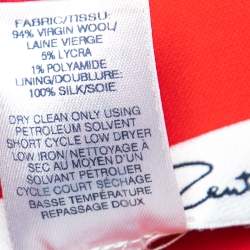 FABRIC/TISSU:
94% VIRGIN WOOL/
LAINE VIERGE
5% LYCRA
1% POLYAMIDE
LINING/DOUBLURE:
100% SILK/SOIE
DRY CLEAN ONLY USING
PETROLEUM SOLVENT
SHORT CYCLE LOW DRYER
LOW IRON/ NETTOYAGE
A SEC AU MOYEN D'UN
SOLVENT PETROLIER
CYCLE COURT SÉCHAGE
BASSE TEMPÉRATURE
REPASSAGE DOUX